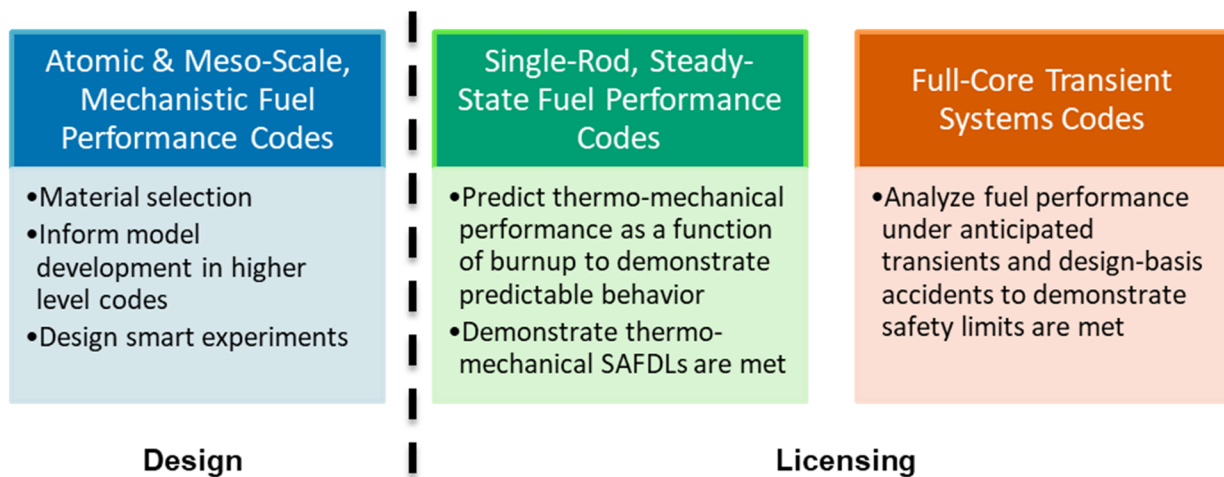 Atomic & Meso-Scale,
Mechanistic Fuel
Performance Codes
•Material selection
•Inform model
development in higher
level codes
•Design smart experiments
Single-Rod, Steady-
State Fuel Performance
Codes
•Predict thermo-mechanical
performance as a function
of burnup to demonstrate
predictable behavior
•Demonstrate thermo-
mechanical SAFDLs are met
Full-Core Transient
Systems Codes
•Analyze fuel performance
under anticipated
transients and design-basis
accidents to demonstrate
safety limits are met
Design
Licensing